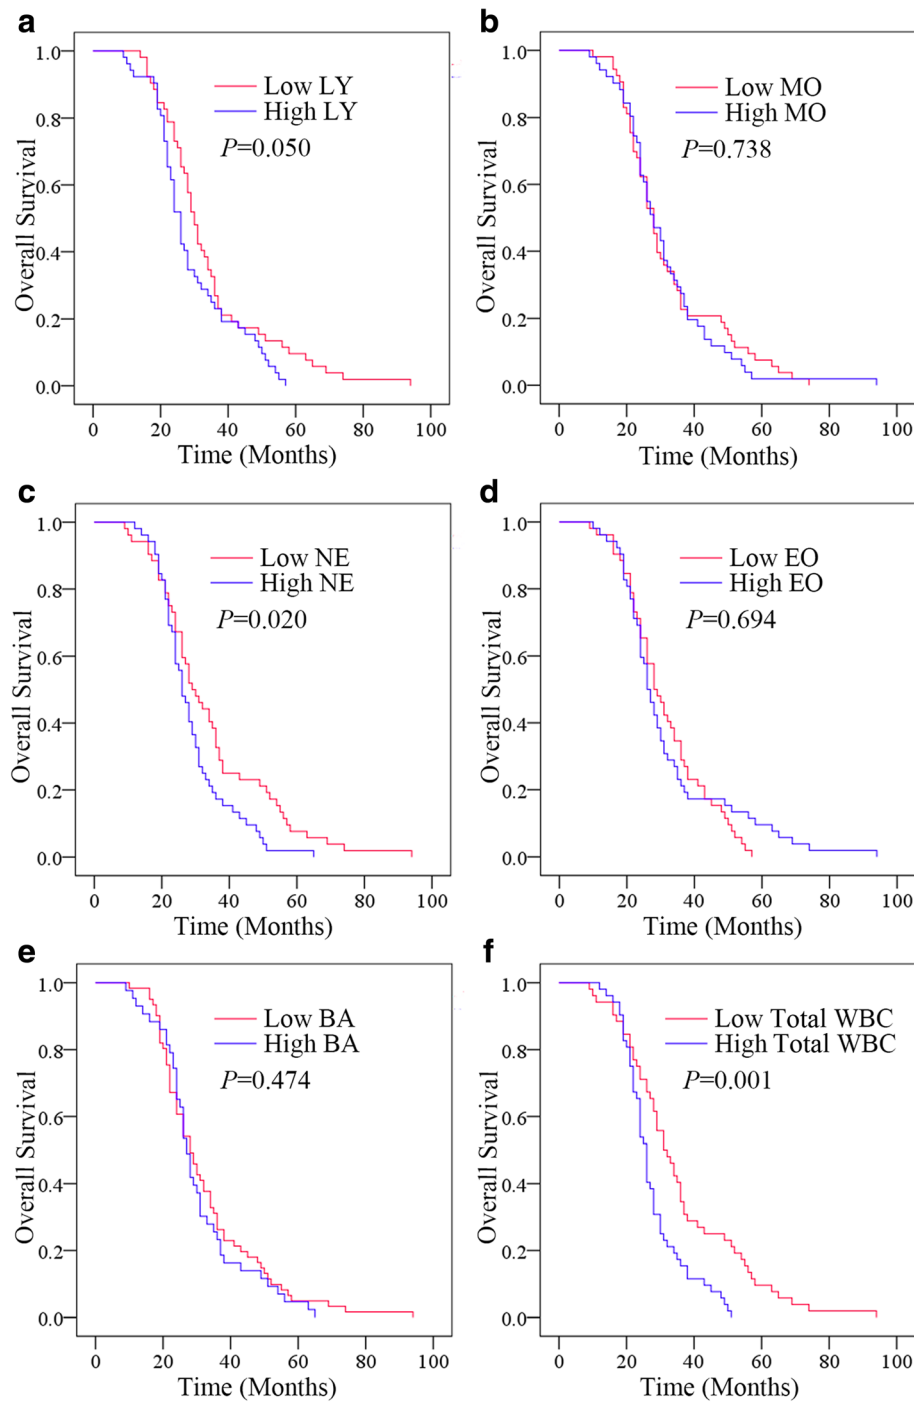 a
Overall Survival
1.0
0.8
0.6
0.4
0.2
0.0
Low LY
High LY
P=0.050
0 20 40 60 80 100
Time (Months)
b
Overall Survival
1.0
0.8
0.6
0.4
0.2
0.0
Low MO
High MO
P=0.738
0 20 40 60 80 100
Time (Months)
c
Overall Survival
1.0
0.8
0.6
0.4
0.2
0.0
Low NE
High NE
P=0.020
0 20 40 60 80 100
Time (Months)
d
Overall Survival
1.0
0.8
0.6
0.4
0.2
0.0
Low EO
High EO
P=0.694
0 20 40 60 80 100
Time (Months)
e
Overall Survival
1.0
0.8
0.6
0.4
0.2
0.0
Low BA
High BA
P=0.474
0 20 40 60 80 100
Time (Months)
f
Overall Survival
1.0
0.8
0.6
0.4
0.2
0.0
Low Total WBC
High Total WBC
P=0.001
0 20 40 60 80 100
Time (Months)